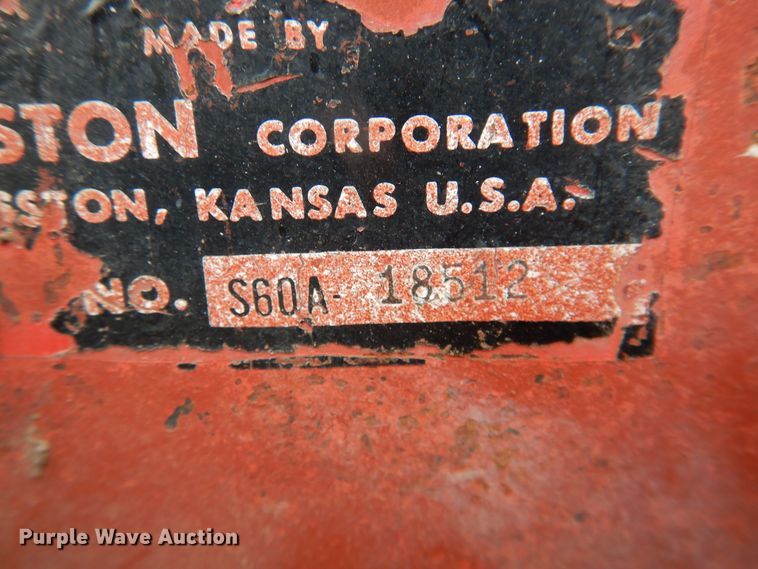 MADE BY
STON CORPORATION
STON, KANSAS U.S.A.
NO. S60A- 18512
Purple Wave Auction